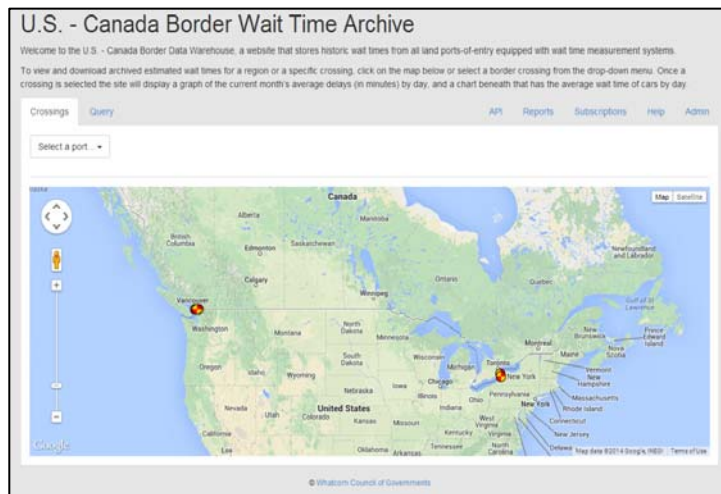 U.S. - Canada Border Wait Time Archive
Welcome to the U.S. - Canada Border Data Warehouse, a website that stores historic wait times from all land ports-of-entry equipped with wait time measurement systems.
To view and download archived estimated wait times for a region or a specific crossing, click on the map below or select a border crossing from the drop-down menu. Once a
crossing is selected the site will display a graph of the current month's average delays (in minutes) by day, and a chart beneath that has the average wait time of cars by day.
Crossings Query API Reports Subscriptions Help Admin
Select a port...
Canada
Map Satellite
Alberta
Manitoba
British
Columbia
Edmonton
Saskatchewan
Newfoundland
and Labrador
Calgary
Ontario
Quebec
Winnipeg
Vancouver
Gulf of St
Lawrence
Washington
Montana
North
Dakota
Minnesota
Montreal
New
Brunswick
Prince
Edward
Island
Nova
Scotia
Maine
Oregon
Idaho
Wyoming
South
Dakota
Wisconsin
Michigan
Toronto
New York
Vermont
New
Hampshire
Massachusetts
Rhode Island
Nebraska
Iowa
Chicago
Illinois
Indiana
Ohio
Pennsylvania
New York
Connecticut
New Jersey
Nevada
Utah
Colorado
United States
Kansas
Missouri
West
Virginia
Kentucky
Virginia
California
Oklahoma
Arkansas
Tennessee
North
Carolina
Google
Map data ©2014 Google, INEGI Terms of Use
© Whatcom Council of Governments